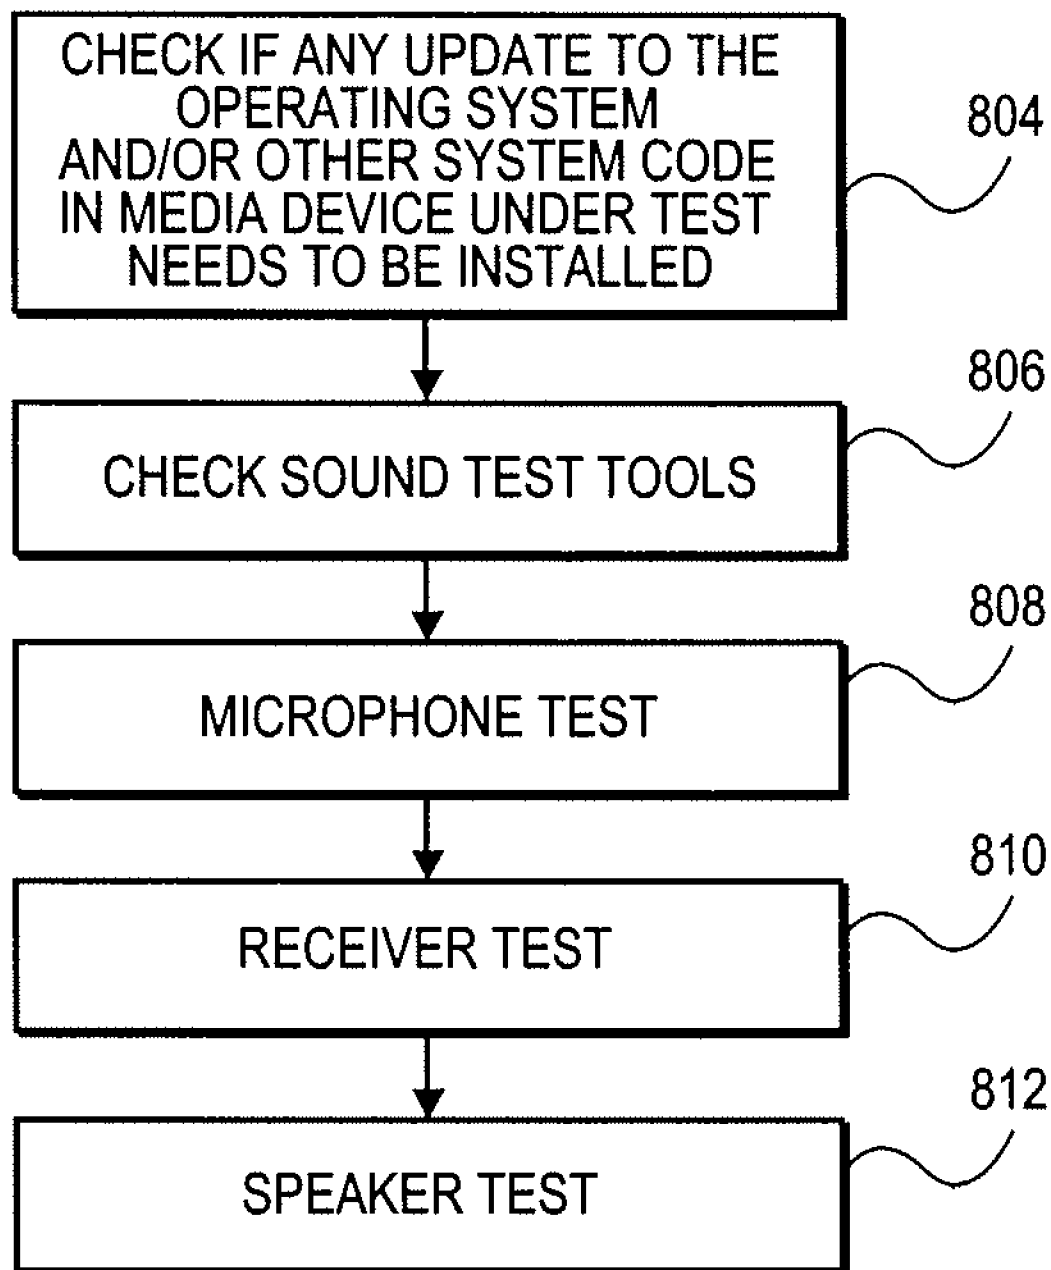 CHECK IF ANY UPDATE TO THE
OPERATING SYSTEM
AND/OR OTHER SYSTEM CODE
IN MEDIA DEVICE UNDER TEST
NEEDS TO BE INSTALLED
804
CHECK SOUND TEST TOOLS
806
MICROPHONE TEST
808
RECEIVER TEST
810
SPEAKER TEST
812